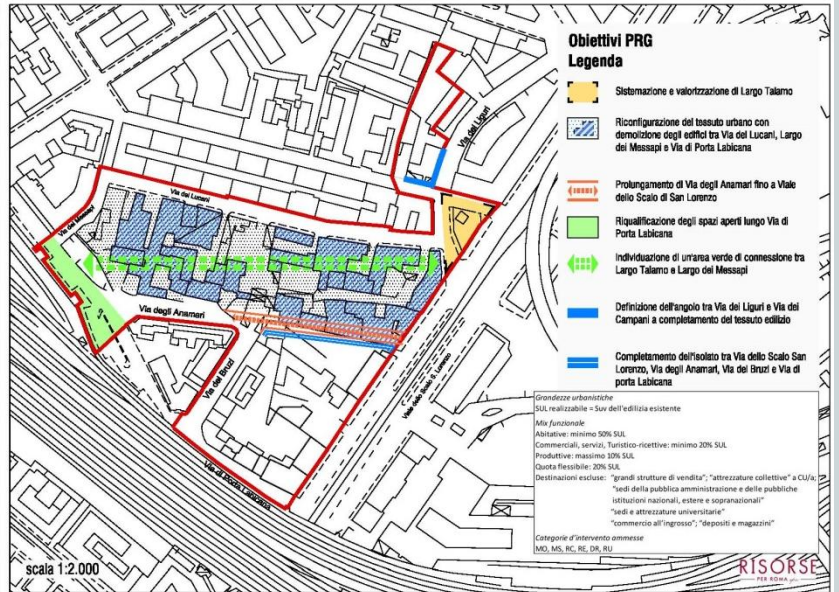 Obiettivi PRG
Legenda
Sistemazione e valorizzazione di Largo Talamo
Riconfigurazione del tessuto urbano con
demolizione degli edifici tra Via dei Lucani, Largo
dei Messapi e Via di Porta Labicana
Prolungamento di Via degli Anamari fino a Viale
dello Scalo di San Lorenzo
Riqualificazione degli spazi aperti lungo Via di
Porta Labicana
Individuazione di un'area verde di connessione tra
Largo Talamo e Largo dei Messapi
Definizione dell'angolo tra Via dei Liguri e Via dei
Campani a completamento del tessuto edilizio
Completamento dell'isolato tra Via dello Scalo San
Lorenzo, Via degli Anamari, Via dei Bruzi e Via di
porta Labicana
Grandezze urbanistiche
SUL realizzabile = Suv dell'edilizia esistente
Mix funzionale
Abitative: minimo 50% SUL
Commerciali, servizi, Turistico-ricettive: minimo 20% SUL
Produttive: massimo 10% SUL
Quota flessibile: 20% SUL
Destinazioni escluse: "grandi strutture di vendita"; "attrezzature collettive" a CU/a;
"sedi della pubblica amministrazione e delle pubbliche
istituzioni nazionali, estere e sopranazionali"
"sedi e attrezzature universitarie"
"commercio all'ingrosso"; "depositi e magazzini"
Categorie d'intervento ammesse
MO, MS, RC, RE, DR, RU
Via dei Liguri
Via dei Lucani
Via dei Messapi
Via degli Anamari
Via dei Bruzi
Viale dello Scalo S. Lorenzo
Via di Porta Labicana
scala 1:2.000
RISORSE
PER ROMA